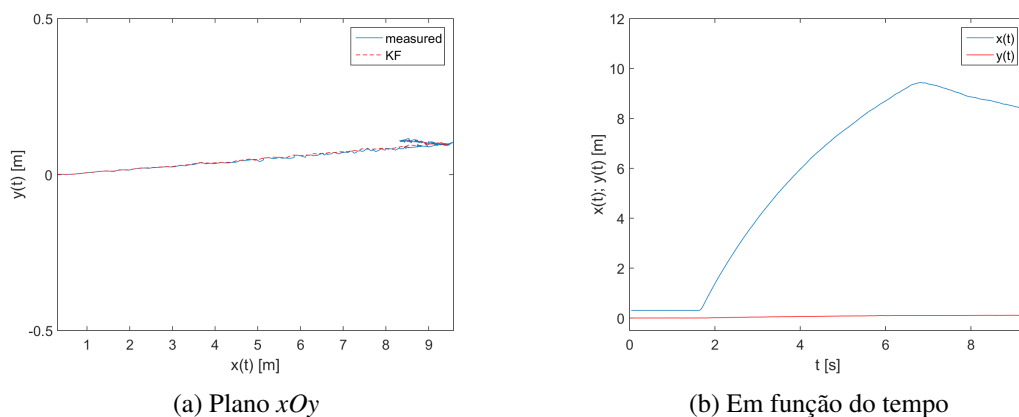 0.5
measured
KF
y(t) [m]
0
-0.5
1 2 3 4 5 6 7 8 9
x(t) [m]
(a) Plano xOy
12
x(t)
y(t)
10
8
x(t); y(t) [m]
6
4
2
0
0 2 4 6 8
t [s]
(b) Em função do tempo